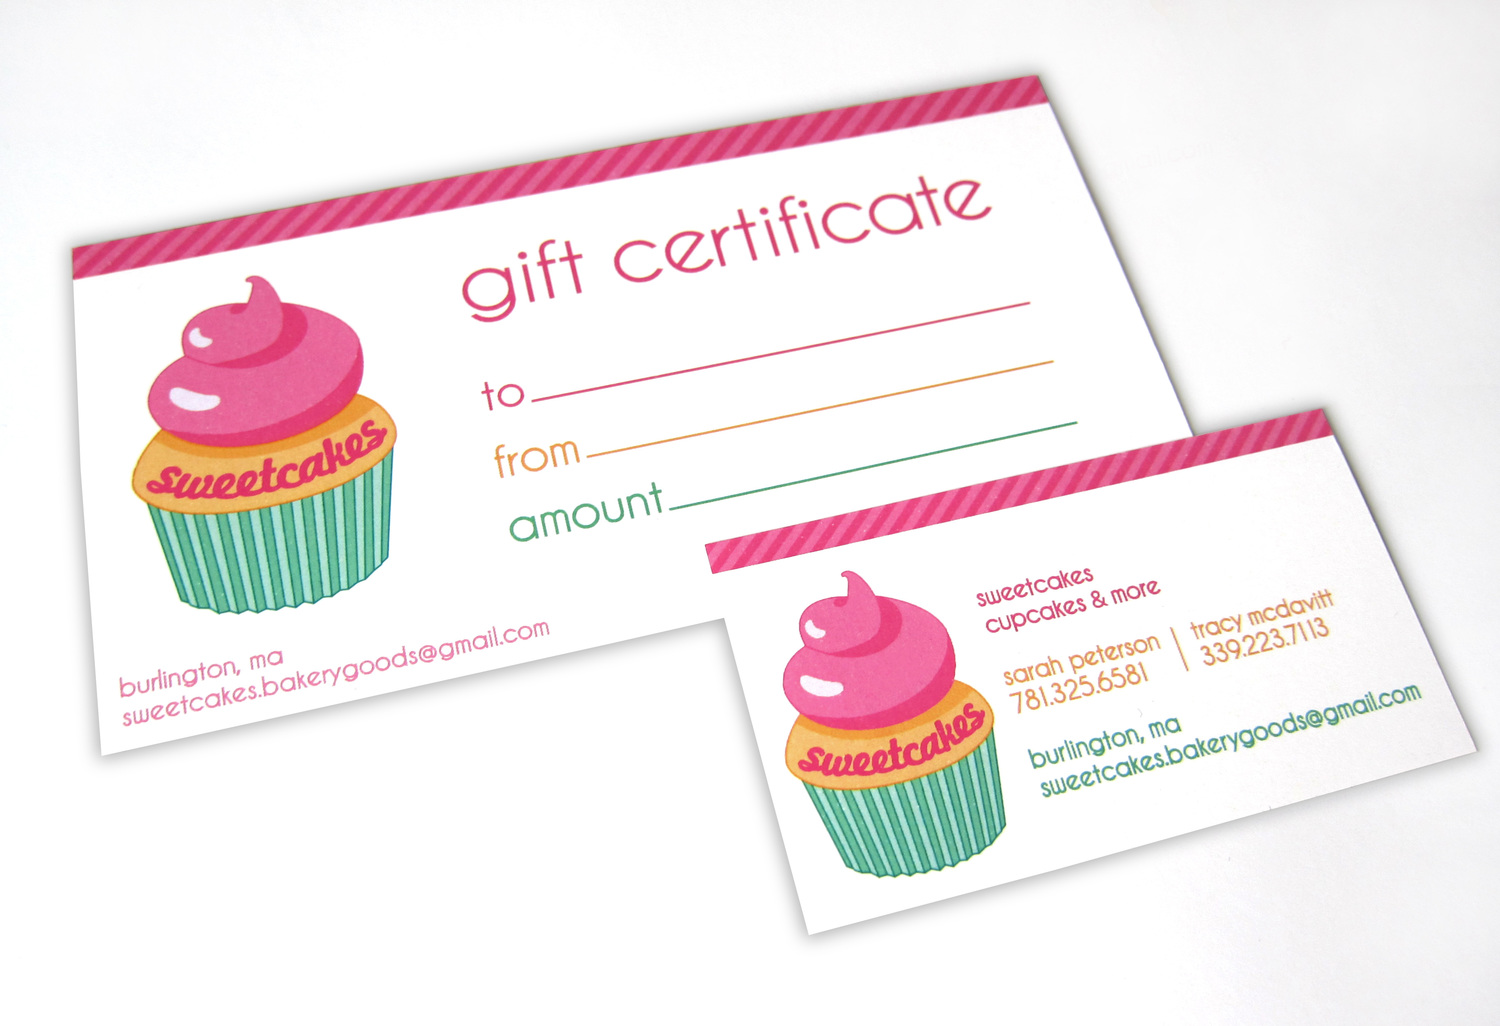 gift certificate
to
from
amount
sweetcakes
burlington, ma
sweetcakes.bakerygoods@gmail.com
sweetcakes
cupcakes & more
sarah peterson | tracy mcdavitt
781.325.6581 | 339.223.7113
burlington, ma
sweetcakes.bakerygoods@gmail.com
sweetcakes